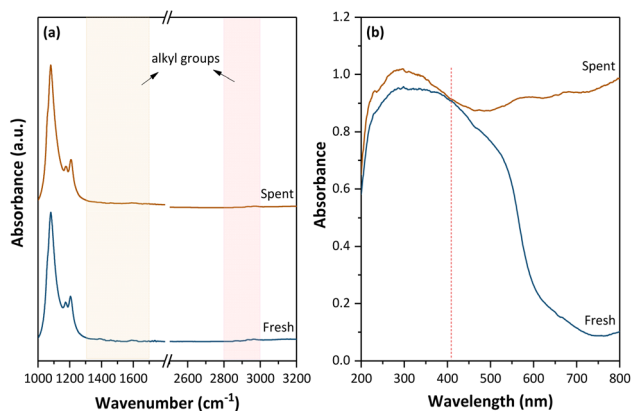 (a)
alkyl groups
Spent
Fresh
Absorbance (a.u.)
1000 1200 1400 1600 2600 2800 3000 3200
Wavenumber (cm-1)
(b)
Spent
Fresh
Absorbance
1.2
1.0
0.8
0.6
0.4
0.2
0.0
200 300 400 500 600 700 800
Wavelength (nm)